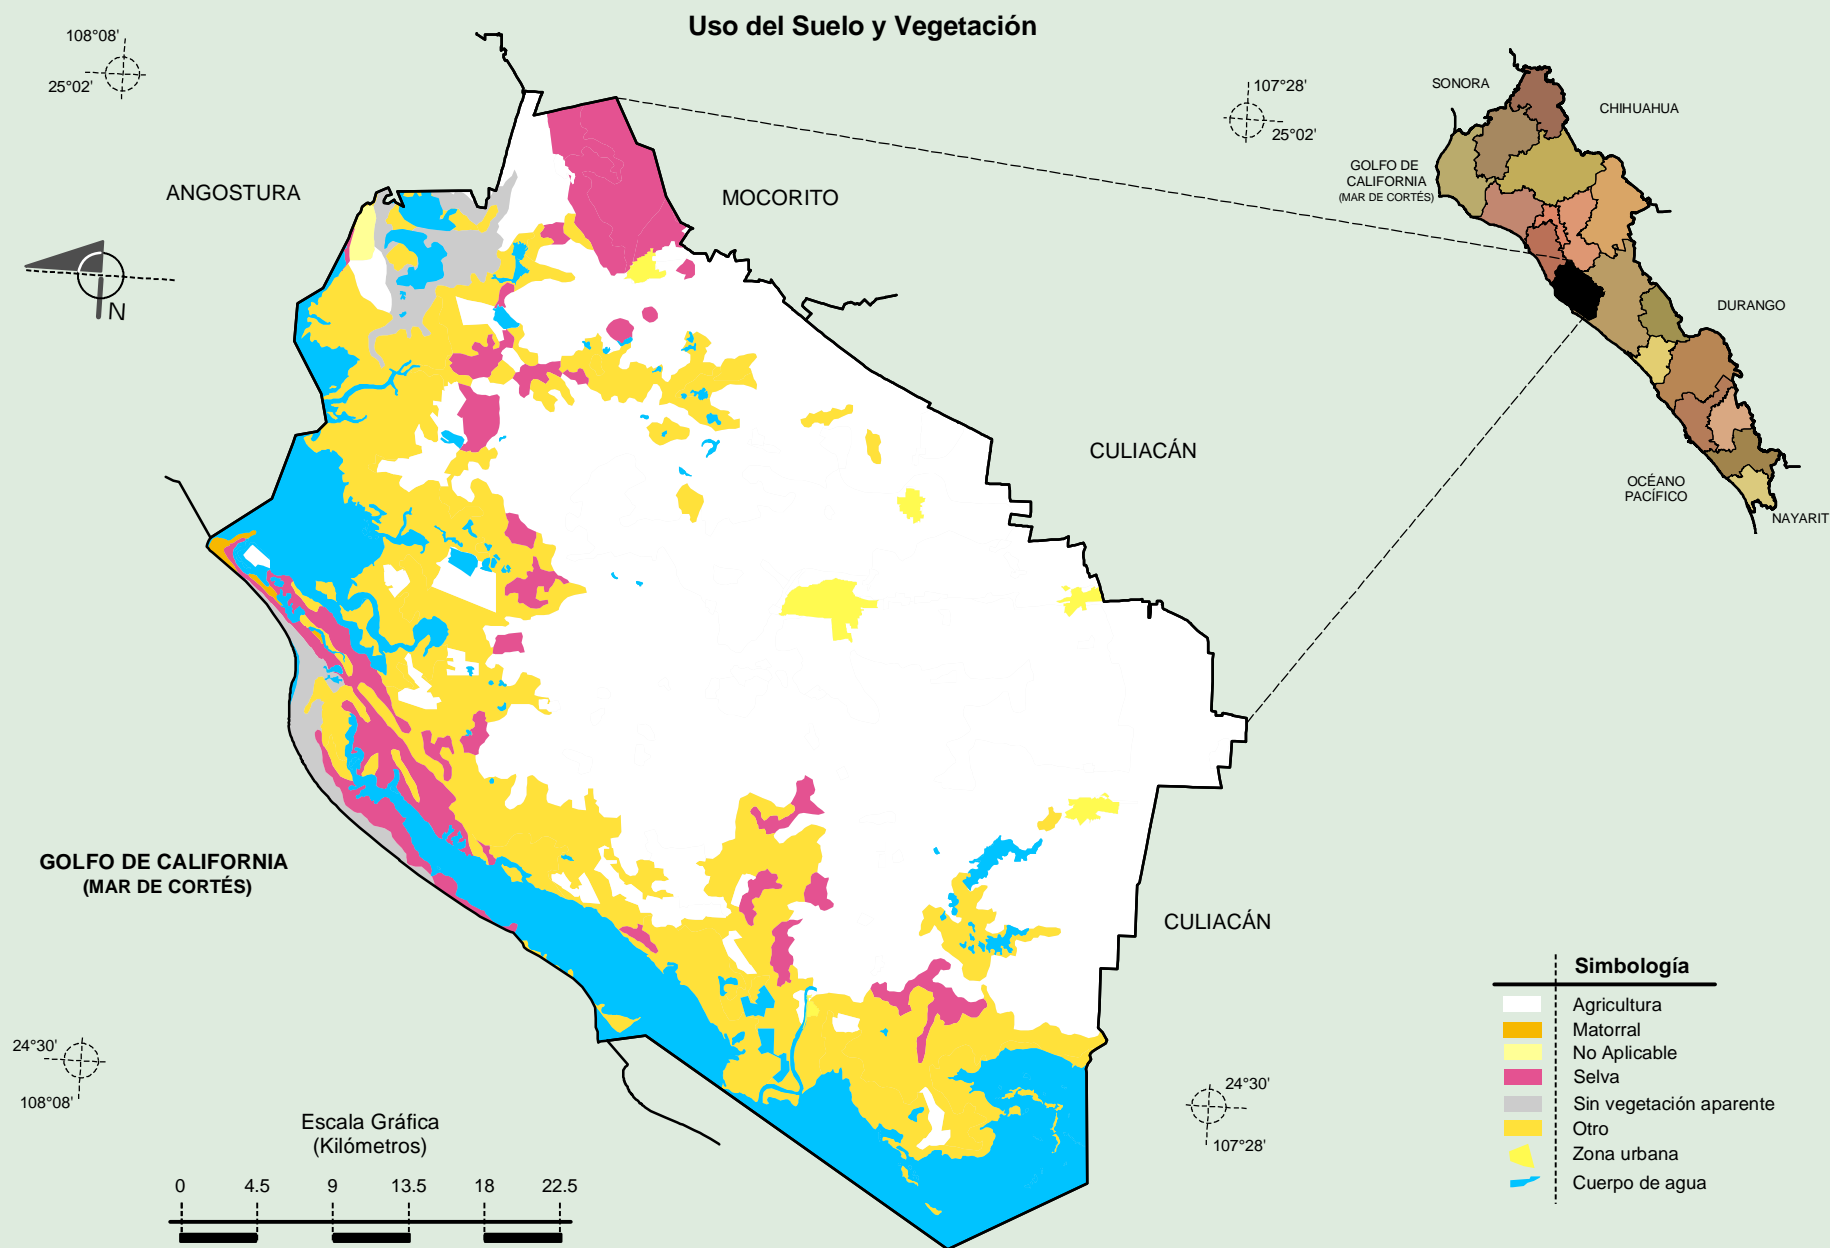 Uso del Suelo y Vegetación
108°08'
25°02'
107°28'
25°02'
SONORA
CHIHUAHUA
GOLFO DE
CALIFORNIA
(MAR DE CORTÉS)
DURANGO
OCÉANO
PACÍFICO
NAYARIT
ANGOSTURA
MOCORITO
N
CULIACÁN
GOLFO DE CALIFORNIA
(MAR DE CORTÉS)
CULIACÁN
24°30'
108°08'
24°30'
107°28'
Escala Gráfica
(Kilómetros)
0 4.5 9 13.5 18 22.5
Simbología
Agricultura
Matorral
No Aplicable
Selva
Sin vegetación aparente
Otro
Zona urbana
Cuerpo de agua